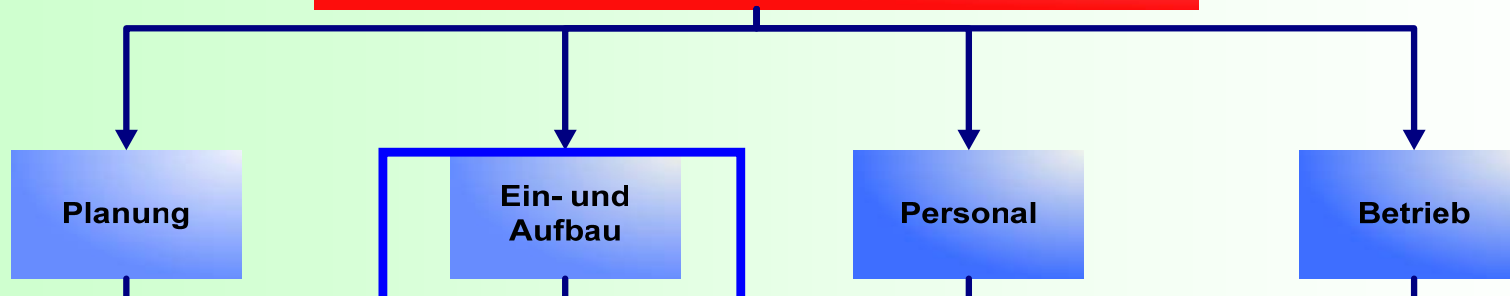 Planung
Ein- und
Aufbau
Personal
Betrieb